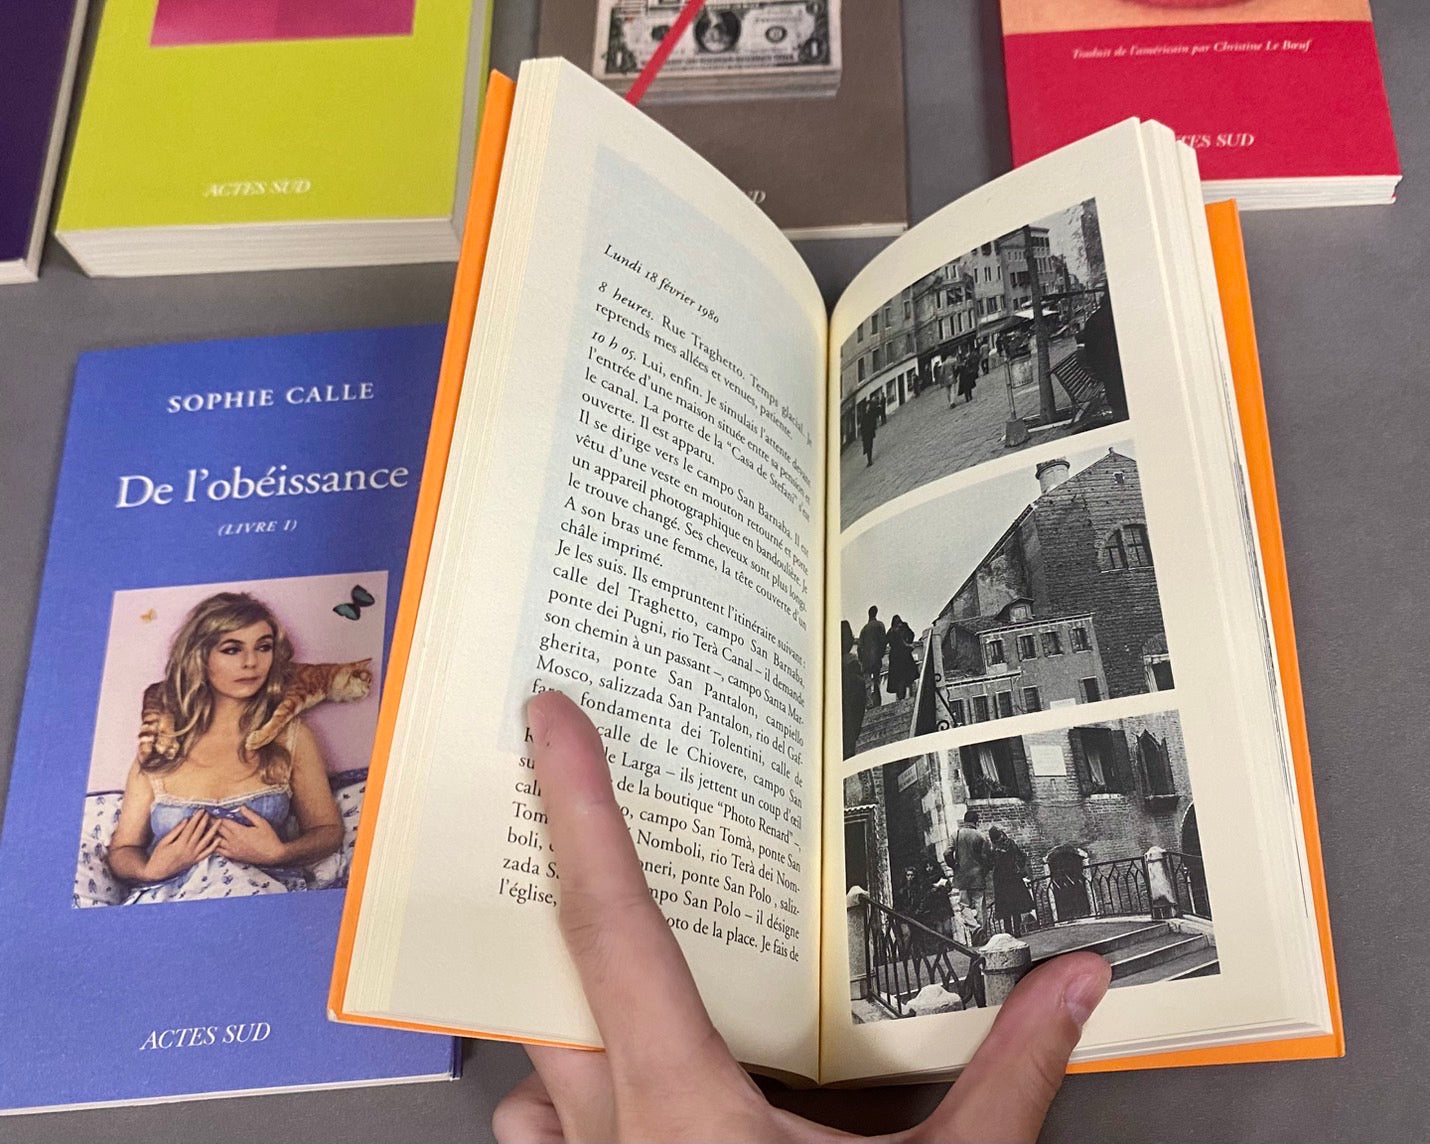 ACTES SUD
Traduit de l'américain par Christine Le Bœuf
TES SUD
D
SOPHIE CALLE
De l'obéissance
(LIVRE I)
ACTES SUD
Lundi 18 février 1980
8 heures. Rue Traghetto. Temps glacial. Je
reprends mes allées et venues, patiente.
10 h 05. Lui, enfin. Je simulais l'attente devant
l'entrée d'une maison située entre sa pension et
le canal. La porte de la "Casa de Stefani" s'est
ouverte. Il est apparu.
Il se dirige vers le campo San Barnaba. Il est
vêtu d'une veste en mouton retourné et porte
un appareil photographique en bandoulière. Je
le trouve changé. Ses cheveux sont plus longs.
A son bras une femme, la tête couverte d'un
châle imprimé.
Je les suis. Ils empruntent l'itinéraire suivant :
calle del Traghetto, campo San Barnaba,
ponte dei Pugni, rio Terà Canal – il demande
son chemin à un passant –, campo Santa Mar-
gherita, ponte San Pantalon, campiello
Mosco, salizzada San Pantalon, rio del Gaf-
fondamenta dei Tolentini, calle de
calle de le Chiovere, campo San
Larga – ils jettent un coup d'œil
de la boutique "Photo Renard" –,
campo San Tomà, ponte San
Tom
boli, Nomboli, rio Terà dei Nom-
zada ponte San Polo , saliz-
l'église, San Polo – il désigne
de la place. Je fais de